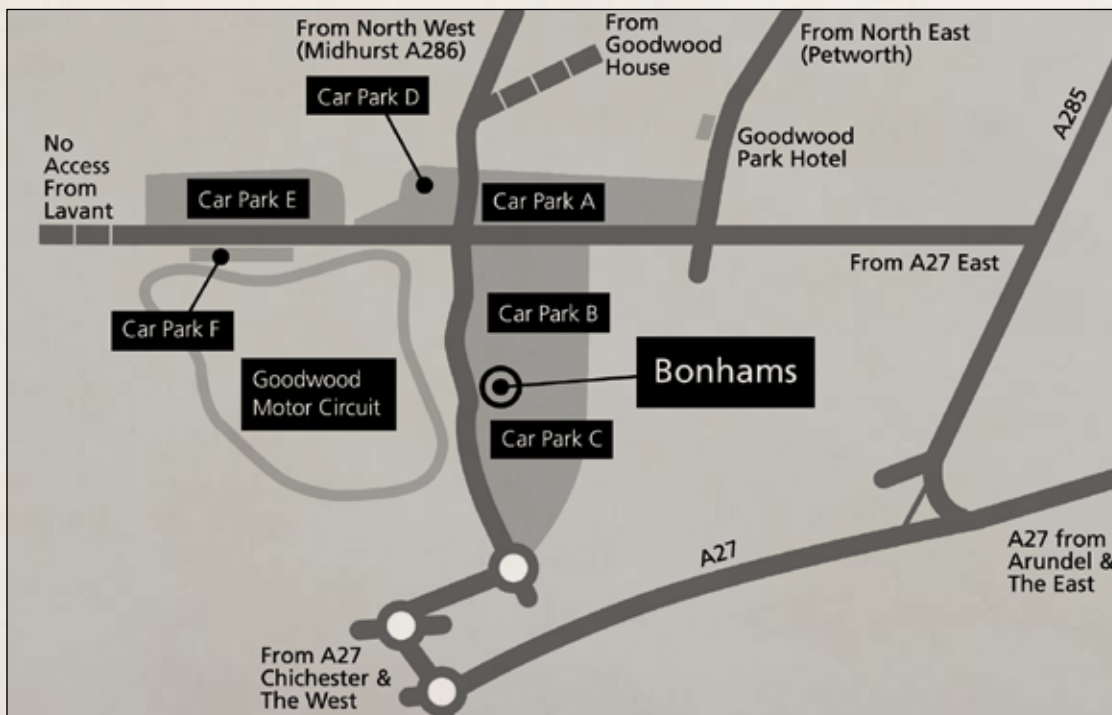 From North West
(Midhurst A286)
From
Goodwood
House
From North East
(Petworth)
Car Park D
A285
No
Access
From
Lavant
Goodwood
Park Hotel
Car Park E
Car Park A
From A27 East
Car Park F
Car Park B
Goodwood
Motor Circuit
Bonhams
Car Park C
A27
A27 from
Arundel &
The East
From A27
Chichester &
The West